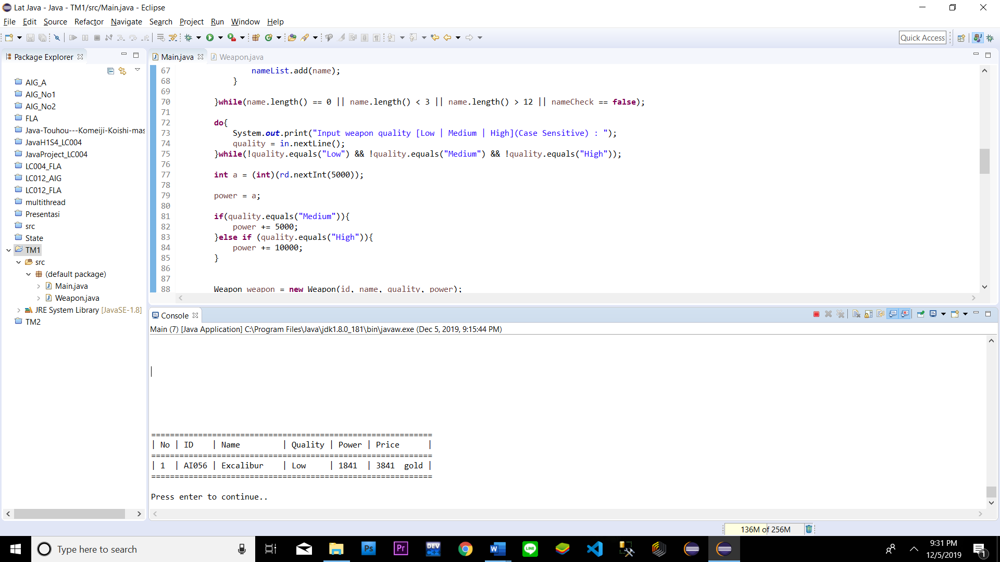 Lat Java - Java - TM1/src/Main.java - Eclipse
File Edit Source Refactor Navigate Search Project Run Window Help
Quick Access
Package Explorer
AIG_A
AIG_No1
AIG_No2
FLA
Java-Touhou---Komeiji-Koishi-mas
JavaH1S4_LC004
JavaProject_LC004
LC004_FLA
LC012_AIG
LC012_FLA
multithread
Presentasi
src
State
TM1
src
(default package)
Main.java
Weapon.java
JRE System Library [JavaSE-1.8]
TM2
Main.java Weapon.java
67 nameList.add(name);
68 }
69
70 }while(name.length() == 0 || name.length() < 3 || name.length() > 12 || nameCheck == false);
71
72 do{
73 System.out.print("Input weapon quality [Low | Medium | High](Case Sensitive) : ");
74 quality = in.nextLine();
75 }while(!quality.equals("Low") && !quality.equals("Medium") && !quality.equals("High"));
76
77 int a = (int)(rd.nextInt(5000));
78
79 power = a;
80
81 if(quality.equals("Medium")){
82 power += 5000;
83 }else if (quality.equals("High")){
84 power += 10000;
85 }
86
87
88 Weapon weapon = new Weapon(id, name, quality, power);
Console
Main (7) [Java Application] C:\Program Files\Java\jdk1.8.0_181\bin\javaw.exe (Dec 5, 2019, 9:15:44 PM)
============================================================
| No | ID    | Name         | Quality | Power | Price      |
============================================================
| 1  | AI056 | Excalibur    | Low     | 1841  | 3841  gold |
============================================================
Press enter to continue..
136M of 256M
Type here to search
Ps
Pr
DEV C++
W
LINE
9:31 PM
12/5/2019
1